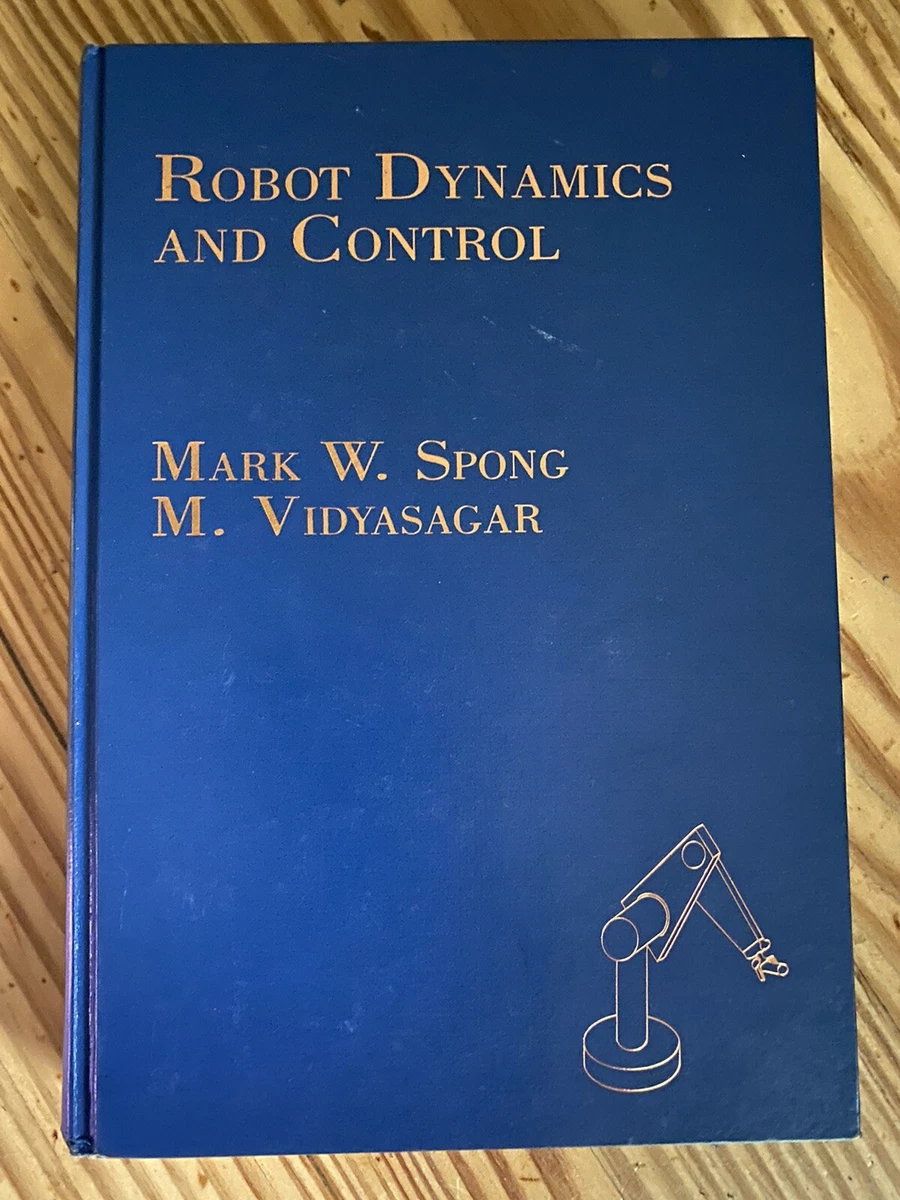 ROBOT DYNAMICS
AND CONTROL
MARK W. SPONG
M. VIDYASAGAR